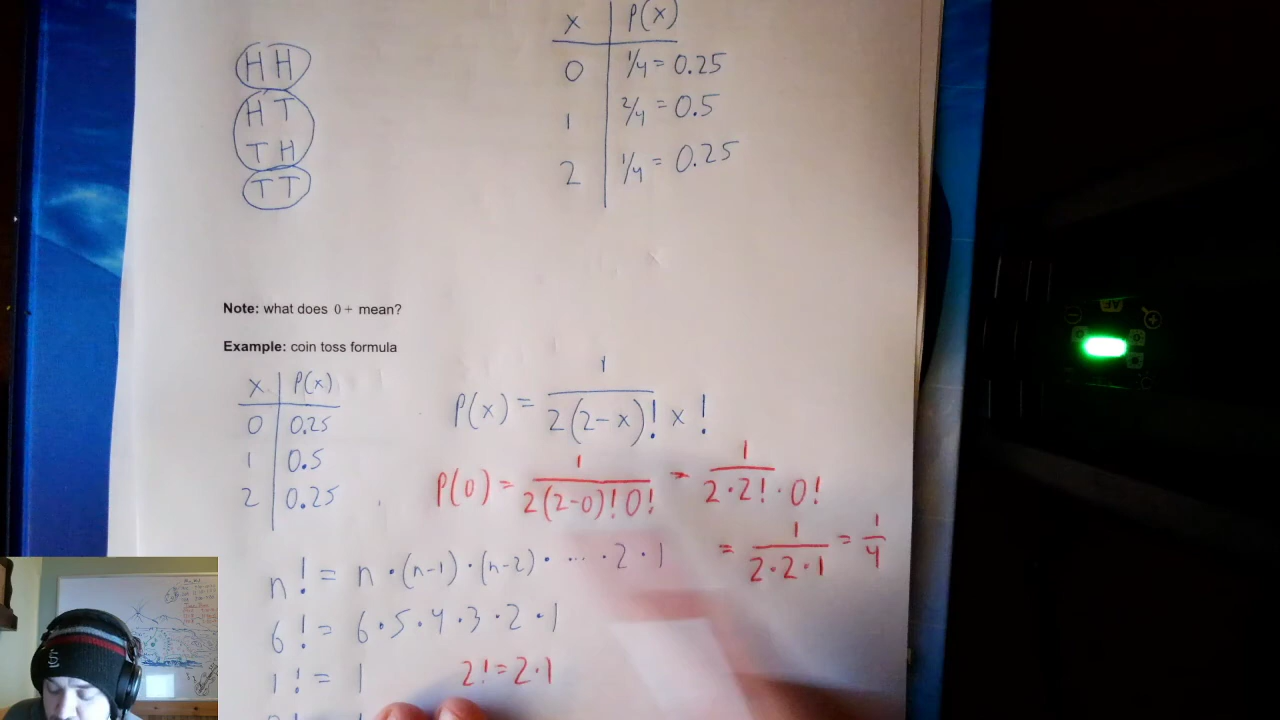 x | P(x)
0 | 1/4 = 0.25
1 | 2/4 = 0.5
2 | 1/4 = 0.25
HH
HT
TH
TT
Note: what does 0+ mean?
Example: coin toss formula
x | P(x)
0 | 0.25
1 | 0.5
2 | 0.25
P(x) = 1/(2(2-x)! x!)
P(0) = 1/(2(2-0)! 0!) = 1/(2·2!·0!)
= 1/(2·2·1) = 1/4
n! = n·(n-1)·(n-2)· ... ·2·1
6! = 6·5·4·3·2·1
1! = 1
2! = 2·1
AF